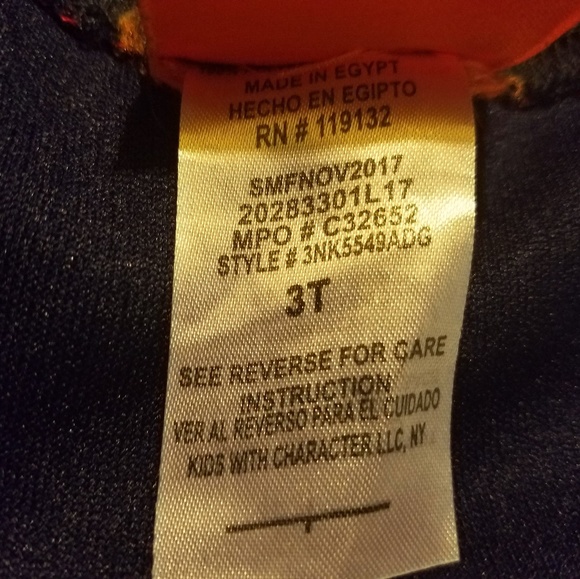 MADE IN EGYPT
HECHO EN EGIPTO
RN # 119132
SMFNOV2017
20283301L17
MPO # C32652
STYLE # 3NK5549ADG
3T
SEE REVERSE FOR CARE
INSTRUCTION
VER AL REVERSO PARA EL CUIDADO
KIDS WITH CHARACTER LLC, NY